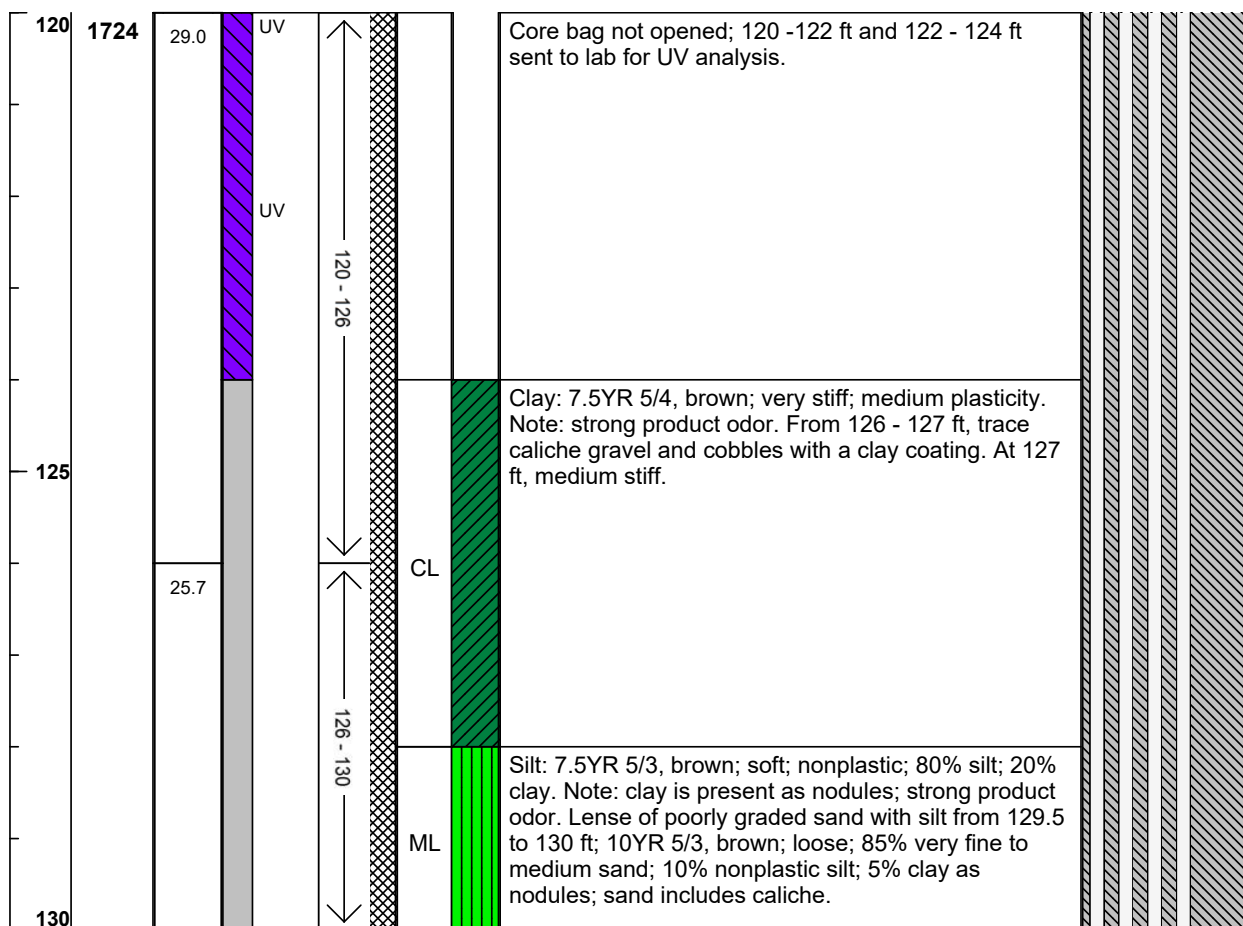 120
1724
29.0
UV
Core bag not opened; 120 -122 ft and 122 - 124 ft
sent to lab for UV analysis.
UV
120 - 126
Clay: 7.5YR 5/4, brown; very stiff; medium plasticity.
Note: strong product odor. From 126 - 127 ft, trace
caliche gravel and cobbles with a clay coating. At 127
ft, medium stiff.
125
CL
25.7
126 - 130
Silt: 7.5YR 5/3, brown; soft; nonplastic; 80% silt; 20%
clay. Note: clay is present as nodules; strong product
odor. Lense of poorly graded sand with silt from 129.5
to 130 ft; 10YR 5/3, brown; loose; 85% very fine to
medium sand; 10% nonplastic silt; 5% clay as
nodules; sand includes caliche.
ML
130